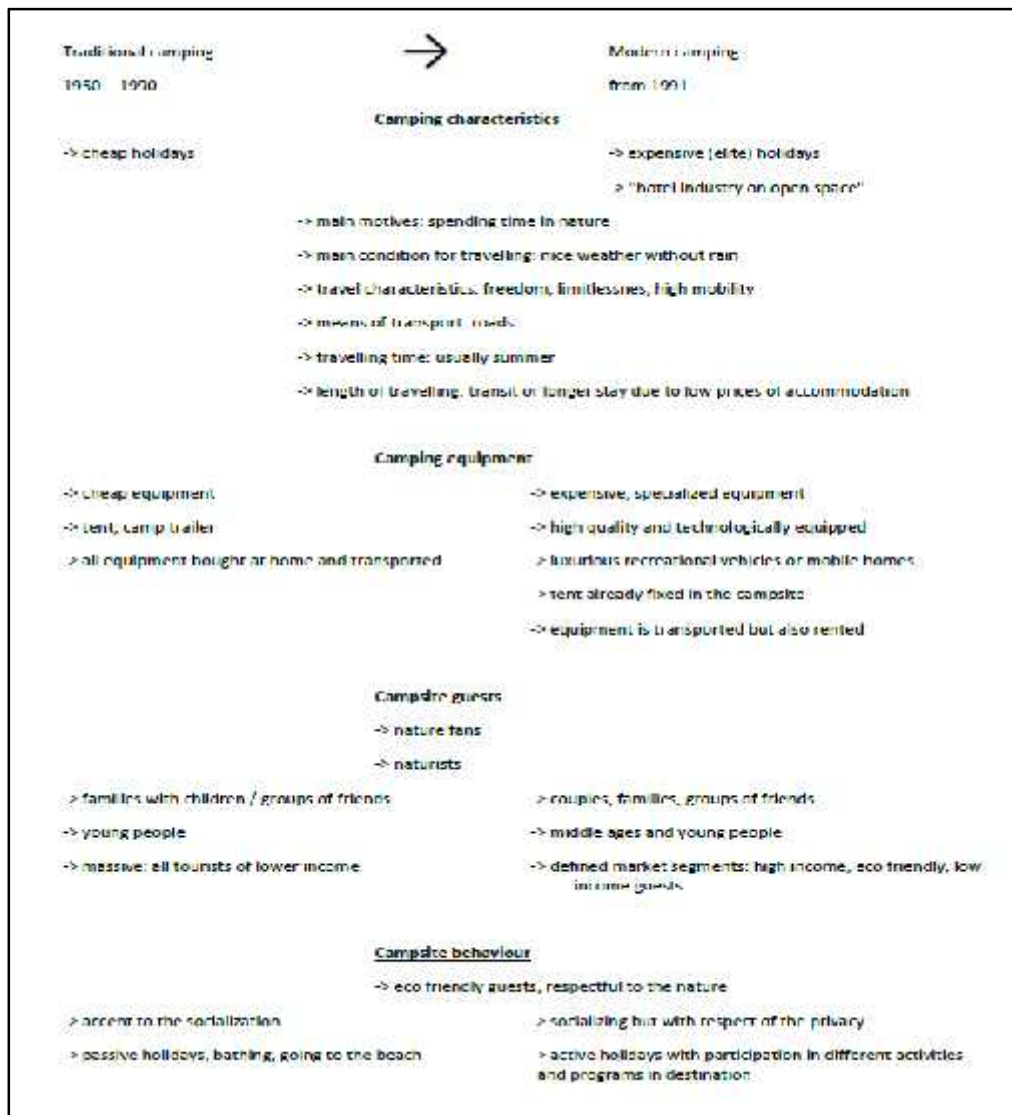 Traditional camping → Modern camping
1950 1990 from 1991
Camping characteristics
-> cheap holidays -> expensive (elite) holidays
> "hotel industry on open space"
-> main motives: spending time in nature
-> main condition for travelling: nice weather without rain
-> travel characteristics: freedom, limitlessnes, high mobility
-> means of transport: roads
-> travelling time: usually summer
-> length of travelling: transit or longer stay due to low prices of accommodation
Camping equipment
-> cheap equipment -> expensive, specialized equipment
-> tent, camp trailer -> high quality and technologically equipped
> all equipment bought at home and transported > luxurious recreational vehicles or mobile homes
> tent already fixed in the campsite
-> equipment is transported but also rented
Campsite guests
-> nature fans
-> naturists
> families with children / groups of friends > couples, families, groups of friends
-> young people -> middle ages and young people
-> massive: all tourists of lower income -> defined market segments: high income, eco friendly, low
income guests
Campsite behaviour
-> eco friendly guests, respectful to the nature
> accent to the socialization > socializing but with respect of the privacy
> passive holidays, bathing, going to the beach > active holidays with participation in different activities
and programs in destination